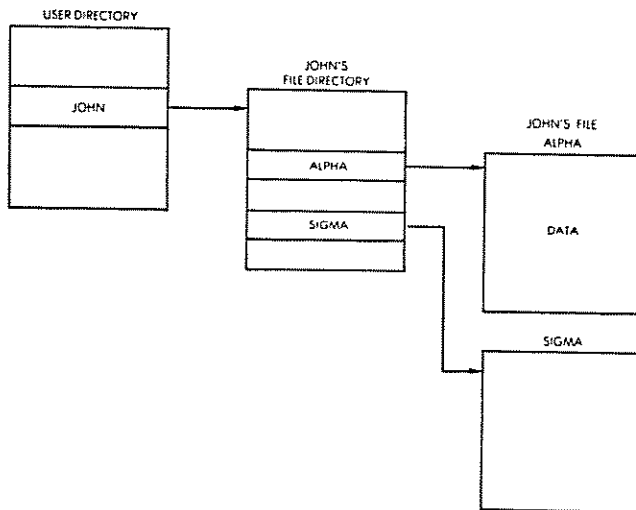 USER DIRECTORY
JOHN
JOHN'S
FILE DIRECTORY
ALPHA
SIGMA
JOHN'S FILE
ALPHA
DATA
SIGMA